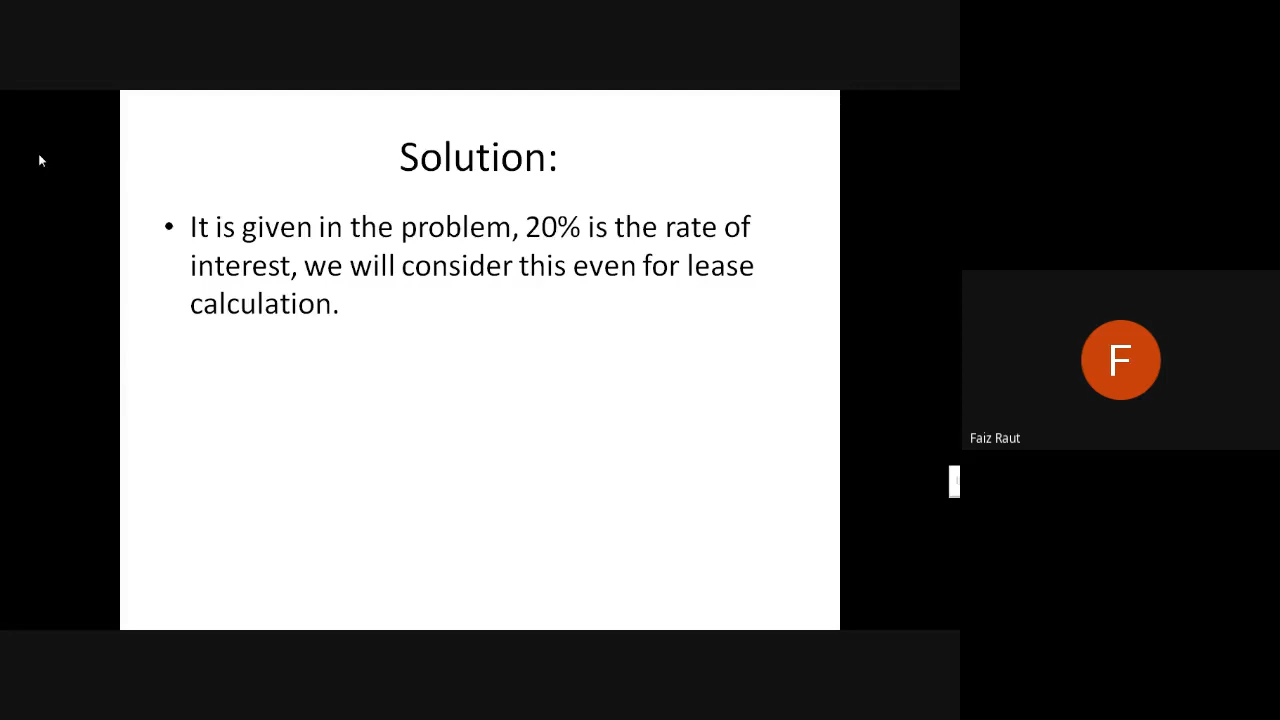 Solution:
• It is given in the problem, 20% is the rate of
interest, we will consider this even for lease
calculation.
F
Faiz Raut